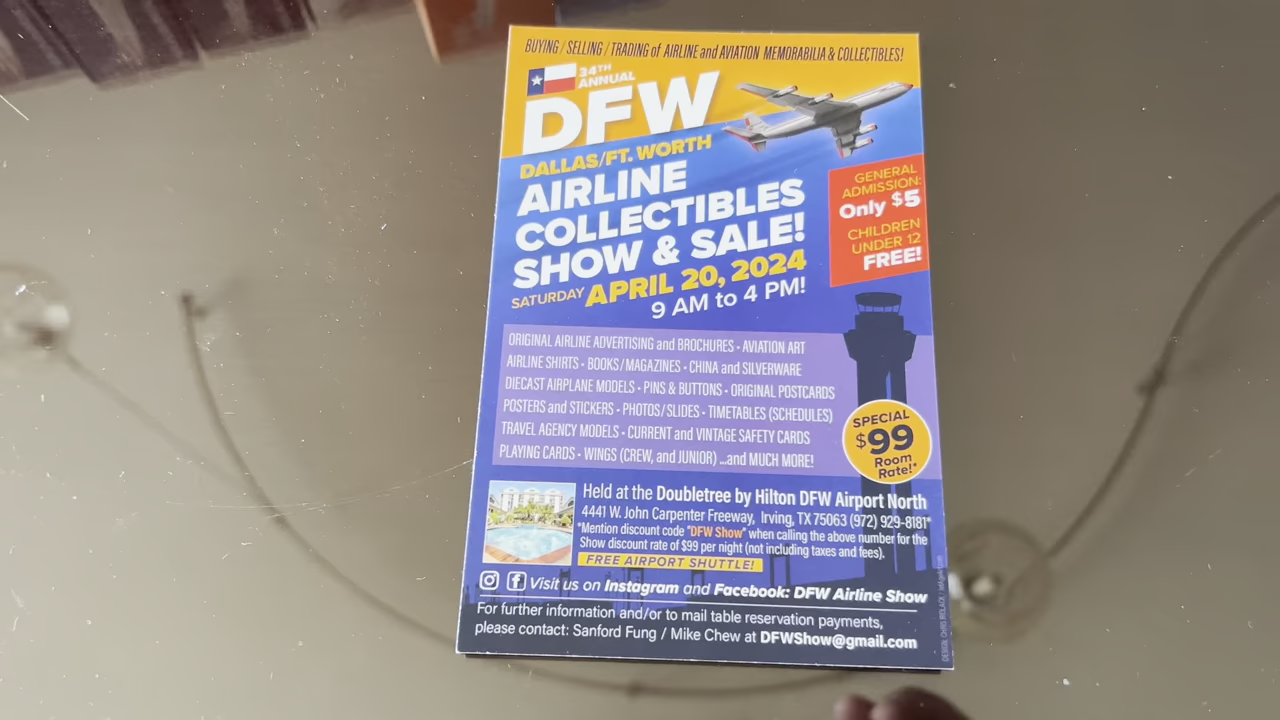 BUYING / SELLING / TRADING of AIRLINE and AVIATION MEMORABILIA & COLLECTIBLES!
34TH
ANNUAL
DFW
DALLAS/FT. WORTH
AIRLINE
COLLECTIBLES
SHOW & SALE!
SATURDAY APRIL 20, 2024
9 AM to 4 PM!
GENERAL
ADMISSION:
Only $5
CHILDREN
UNDER 12
FREE!
ORIGINAL AIRLINE ADVERTISING and BROCHURES • AVIATION ART
AIRLINE SHIRTS • BOOKS/MAGAZINES • CHINA and SILVERWARE
DIECAST AIRPLANE MODELS • PINS & BUTTONS • ORIGINAL POSTCARDS
POSTERS and STICKERS • PHOTOS/SLIDES • TIMETABLES (SCHEDULES)
TRAVEL AGENCY MODELS • CURRENT and VINTAGE SAFETY CARDS
PLAYING CARDS • WINGS (CREW, and JUNIOR) ...and MUCH MORE!
SPECIAL
$99
Room
Rate!*
Held at the Doubletree by Hilton DFW Airport North
4441 W. John Carpenter Freeway, Irving, TX 75063 (972) 929-8181*
*Mention discount code "DFW Show" when calling the above number for the
Show discount rate of $99 per night (not including taxes and fees).
FREE AIRPORT SHUTTLE!
Visit us on Instagram and Facebook: DFW Airline Show
For further information and/or to mail table reservation payments,
please contact: Sanford Fung / Mike Chew at DFWShow@gmail.com